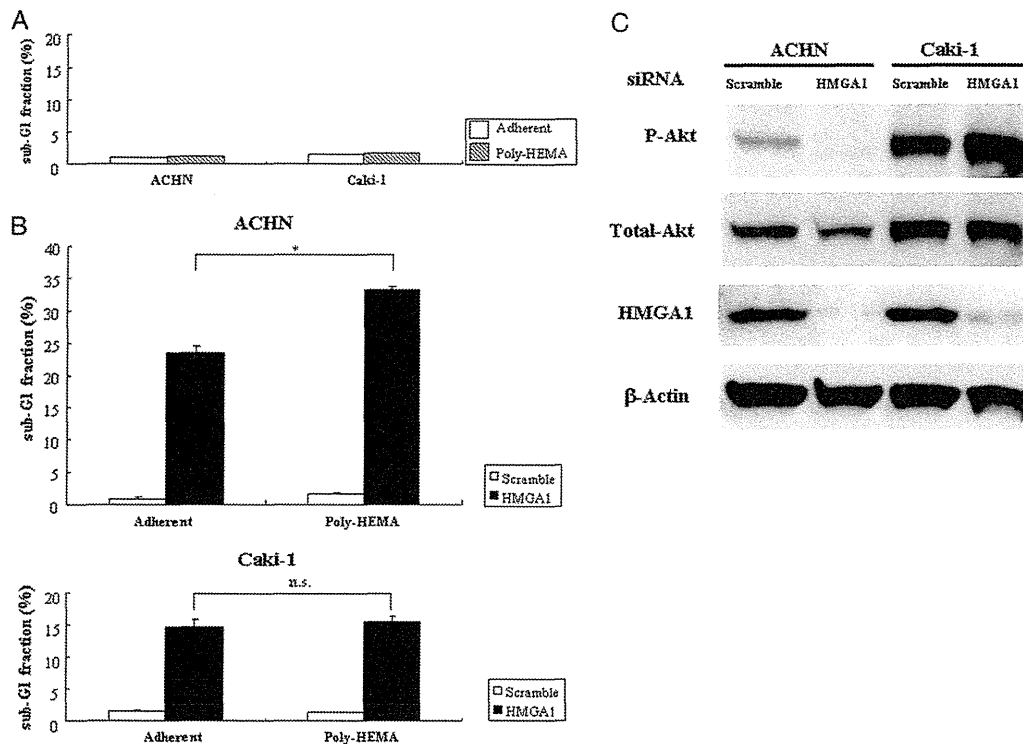 A
sub-G1 fraction (%)
20
15
10
5
0
ACHN
Caki-1
Adherent
Poly-HEMA
B
ACHN
sub-G1 fraction (%)
40
35
30
25
20
15
10
5
0
*
Adherent
Poly-HEMA
Scramble
HMGA1
Caki-1
sub-G1 fraction (%)
20
15
10
5
0
n.s.
Adherent
Poly-HEMA
Scramble
HMGA1
C
ACHN Caki-1
siRNA Scramble HMGA1 Scramble HMGA1
P-Akt
Total-Akt
HMGA1
β-Actin